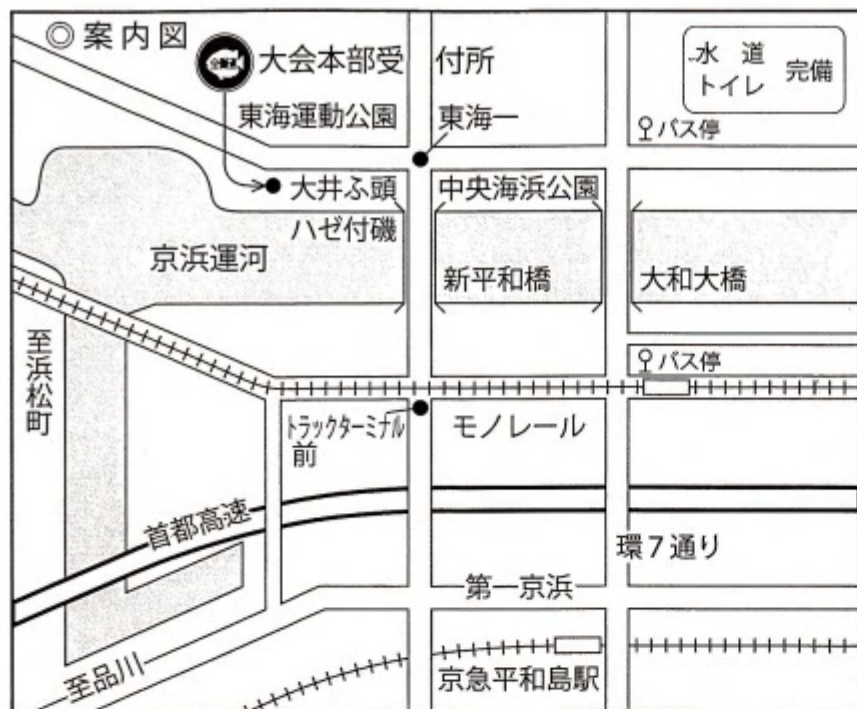 ◎案内図
全磯連
大会本部受付所
水道
トイレ
完備
東海運動公園
東海一
バス停
大井ふ頭
中央海浜公園
ハゼ付磯
京浜運河
新平和橋
大和大橋
至浜松町
バス停
トラックターミナル
前
モノレール
首都高速
環7通り
第一京浜
至品川
京急平和島駅